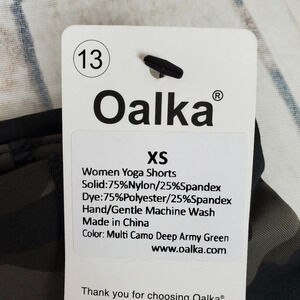 13
Oalka®
XS
Women Yoga Shorts
Solid:75%Nylon/25%Spandex
Dye:75%Polyester/25%Spandex
Hand/Gentle Machine Wash
Made in China
Color: Multi Camo Deep Army Green
www.oalka.com
Thank you for choosing Oalka®